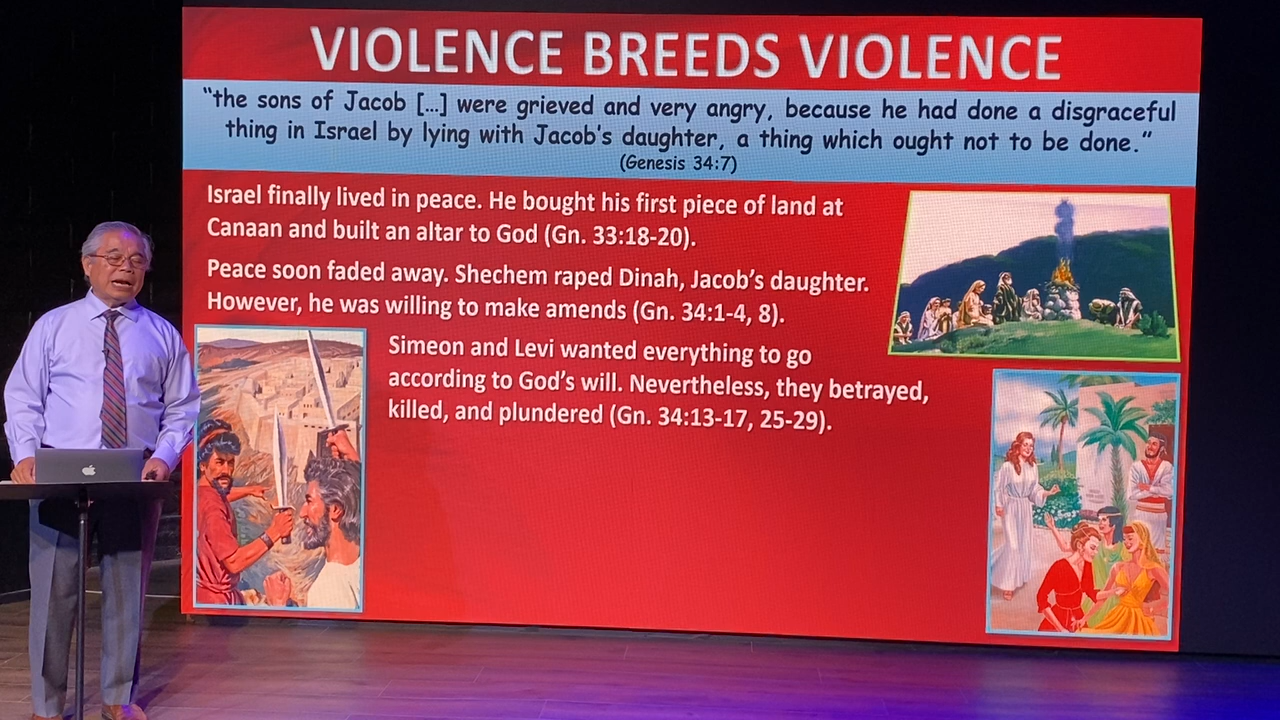 VIOLENCE BREEDS VIOLENCE
“the sons of Jacob [...] were grieved and very angry, because he had done a disgraceful
thing in Israel by lying with Jacob's daughter, a thing which ought not to be done.”
(Genesis 34:7)
Israel finally lived in peace. He bought his first piece of land at
Canaan and built an altar to God (Gn. 33:18-20).
Peace soon faded away. Shechem raped Dinah, Jacob’s daughter.
However, he was willing to make amends (Gn. 34:1-4, 8).
Simeon and Levi wanted everything to go
according to God’s will. Nevertheless, they betrayed,
killed, and plundered (Gn. 34:13-17, 25-29).